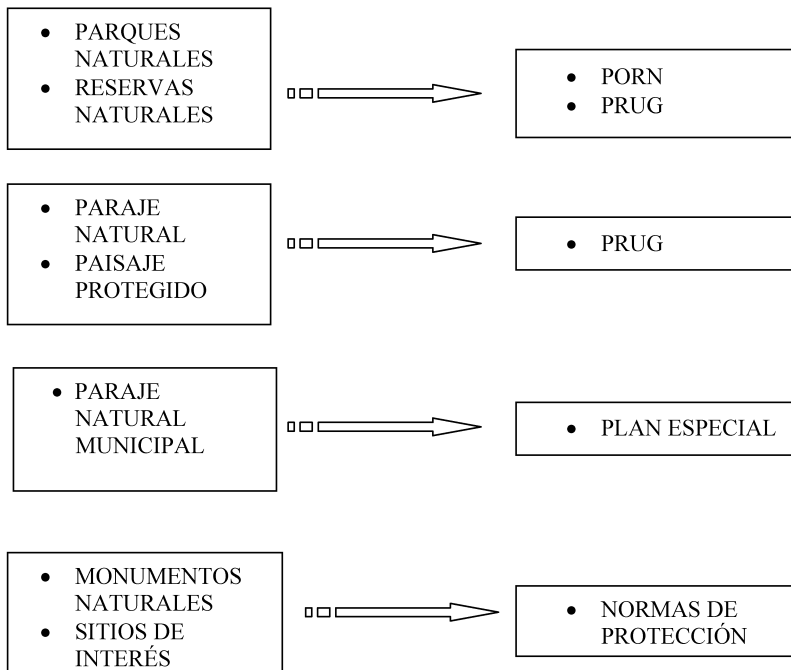 • PARQUES
NATURALES
• RESERVAS
NATURALES
• PORN
• PRUG
• PARAJE
NATURAL
• PAISAJE
PROTEGIDO
• PRUG
• PARAJE
NATURAL
MUNICIPAL
• PLAN ESPECIAL
• MONUMENTOS
NATURALES
• SITIOS DE
INTERÉS
• NORMAS DE
PROTECCIÓN